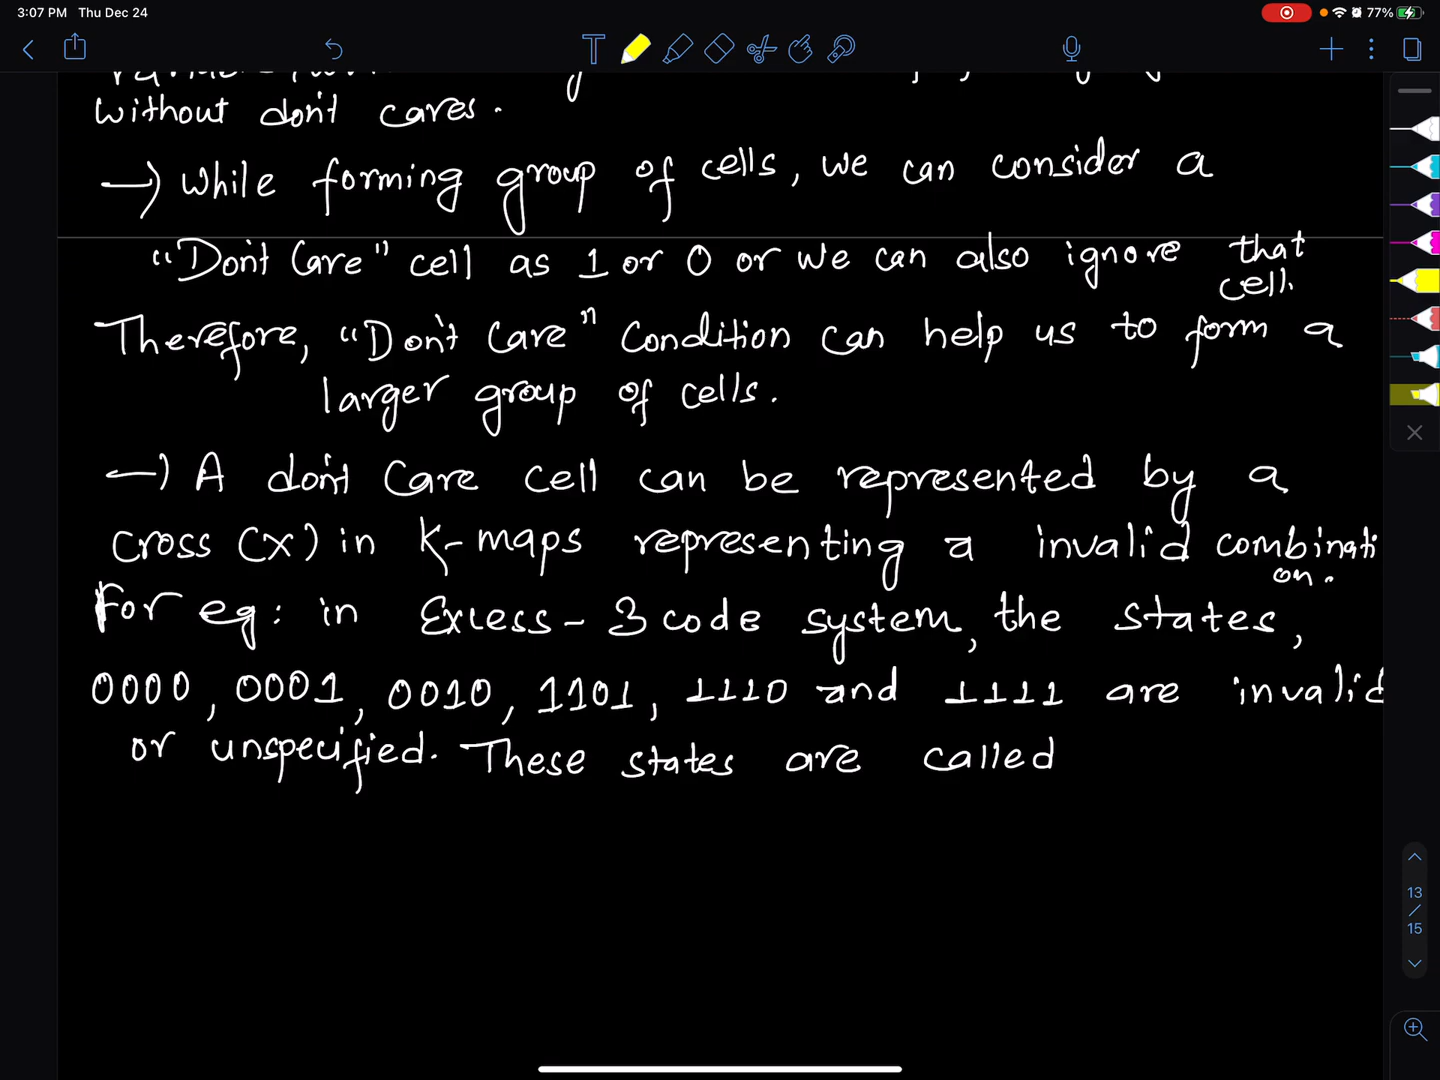 3:07 PM Thu Dec 24
77%
without don't cares.
→ While forming group of cells, we can consider a
"Don't Care" cell as 1 or 0 or we can also ignore that
cell.
Therefore, "Don't Care" Condition can help us to form a
larger group of cells.
→ A don't Care cell can be represented by a
cross (X) in K-maps representing a invalid combinati
on.
For eg: in Excess-3 code system, the states,
0000, 0001, 0010, 1101, 1110 and 1111 are invalid
or unspecified. These states are called
13
/
15